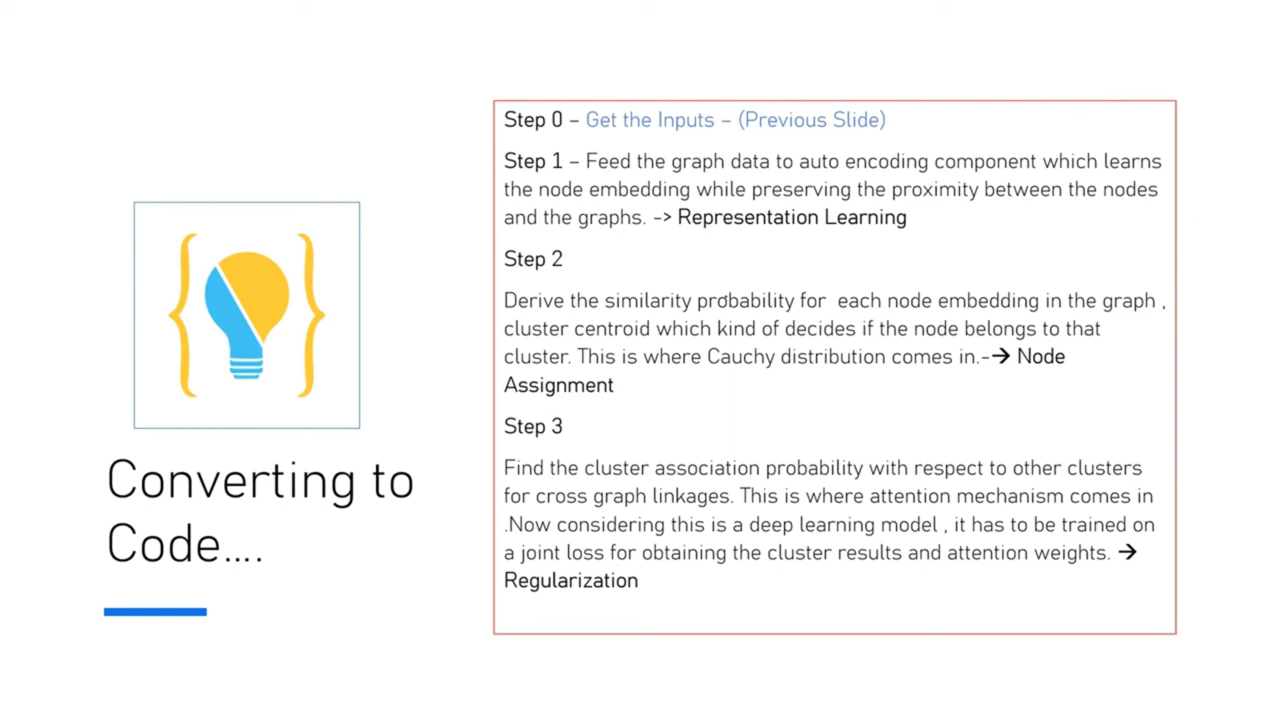 Step 0 – Get the Inputs – (Previous Slide)
Step 1 – Feed the graph data to auto encoding component which learns
the node embedding while preserving the proximity between the nodes
and the graphs. -> Representation Learning
Step 2
Derive the similarity probability for  each node embedding in the graph ,
cluster centroid which kind of decides if the node belongs to that
cluster. This is where Cauchy distribution comes in.-→ Node
Assignment
Step 3
Find the cluster association probability with respect to other clusters
for cross graph linkages. This is where attention mechanism comes in
.Now considering this is a deep learning model , it has to be trained on
a joint loss for obtaining the cluster results and attention weights. →
Regularization
Converting to
Code....